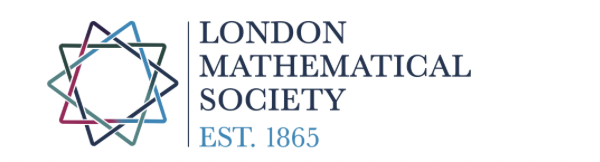 LONDON
MATHEMATICAL
SOCIETY
EST. 1865